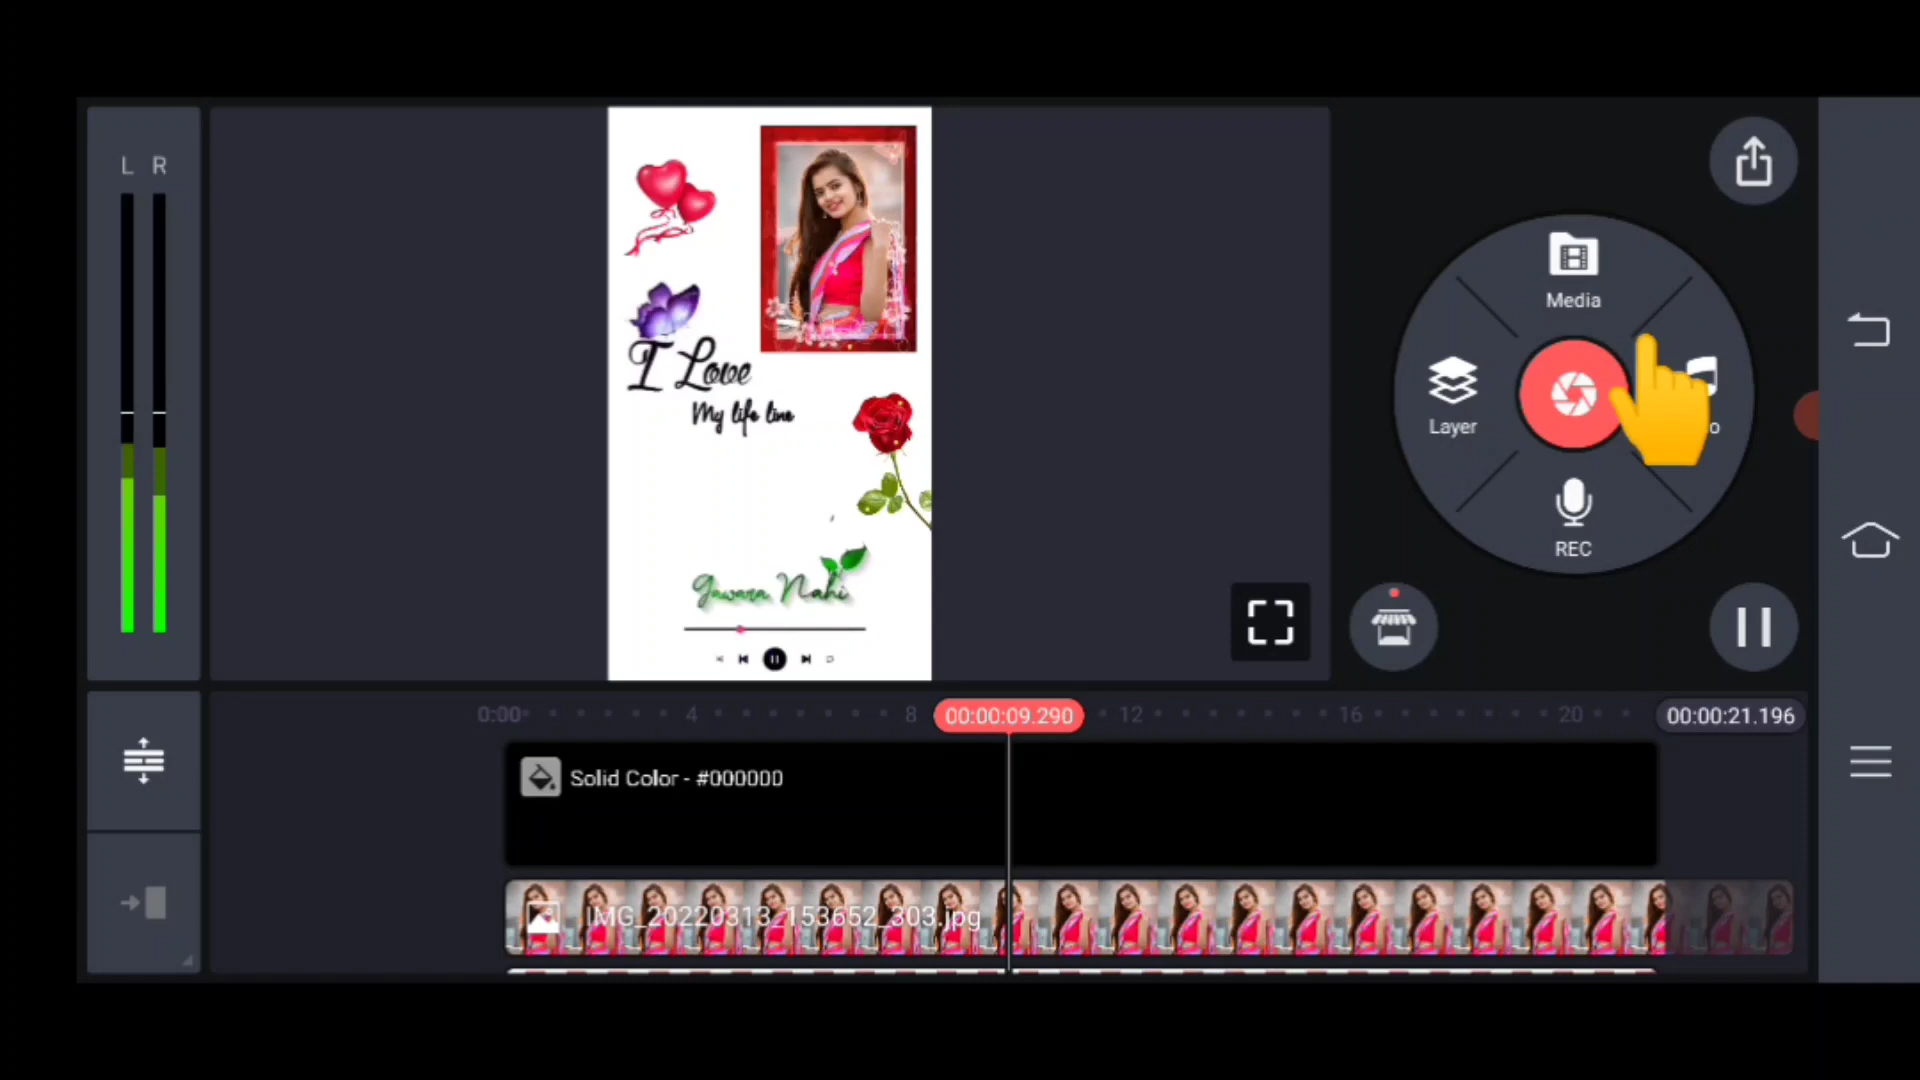 L R
Media
Layer
o
REC
I Love
My life line
Gawara Nahi
0:00 4 8 00:00:09.290 12 16 20 00:00:21.196
Solid Color - #000000
IMG_20220313_153652_303.jpg